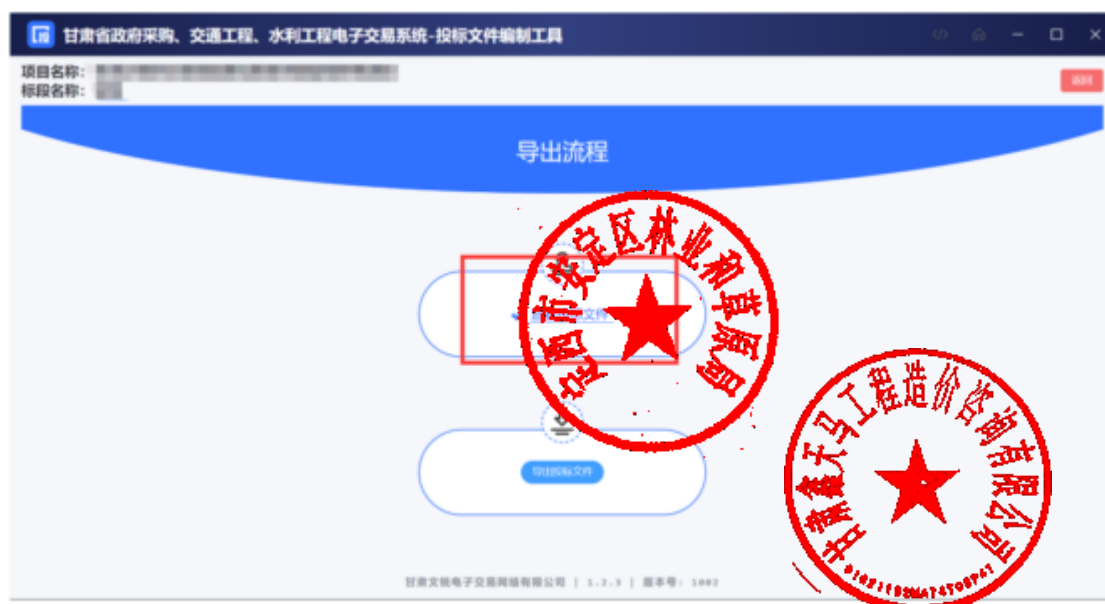 甘肃省政府采购、交通工程、水利工程电子交易系统-投标文件编制工具
项目名称：
标段名称：
返回
导出流程
文件
导出投标文件
定西市安定区林业和草原局
甘肃鑫天马工程造价咨询有限公司
甘肃文锐电子交易网络有限公司 | 1.2.3 | 版本号: 1002